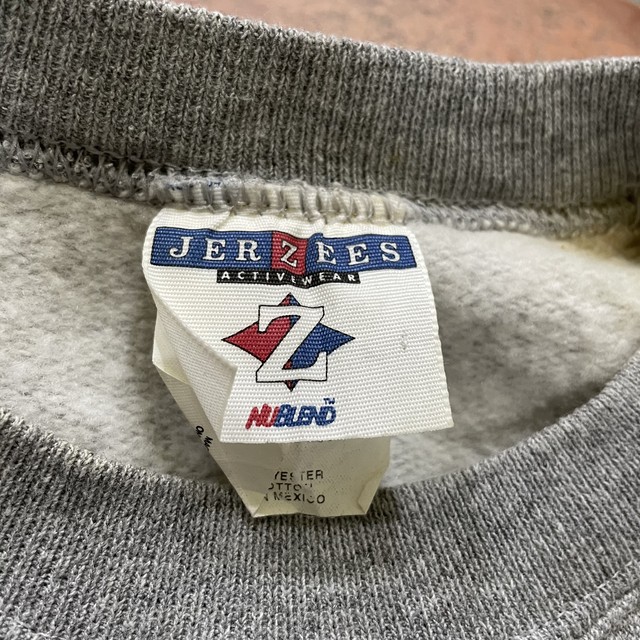 JERZEES
ACTIVEWEAR
Z
NUBLEND™
YESTER
OTTON
N MEXICO